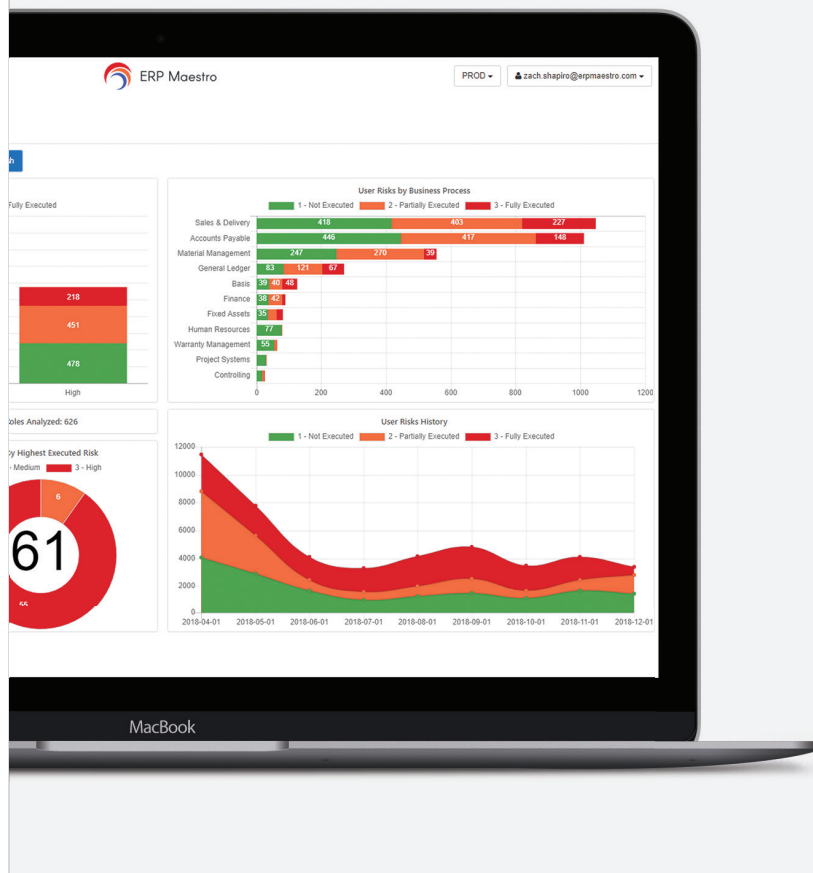 ERP Maestro
PROD
zach.shapiro@erpmaestro.com
Fully Executed
218
451
478
High
User Risks by Business Process
1 - Not Executed 2 - Partially Executed 3 - Fully Executed
Sales & Delivery 418 403 227
Accounts Payable 446 417 148
Material Management 247 270 39
General Ledger 83 121 67
Basis 39 40 48
Finance 38 42
Fixed Assets 35
Human Resources 77
Warranty Management 55
Project Systems
Controlling
0 200 400 600 800 1000 1200
Roles Analyzed: 626
By Highest Executed Risk
- Medium 3 - High
6
61
55
User Risks History
1 - Not Executed 2 - Partially Executed 3 - Fully Executed
12000
10000
8000
6000
4000
2000
0
2018-04-01 2018-05-01 2018-06-01 2018-07-01 2018-08-01 2018-09-01 2018-10-01 2018-11-01 2018-12-01
MacBook